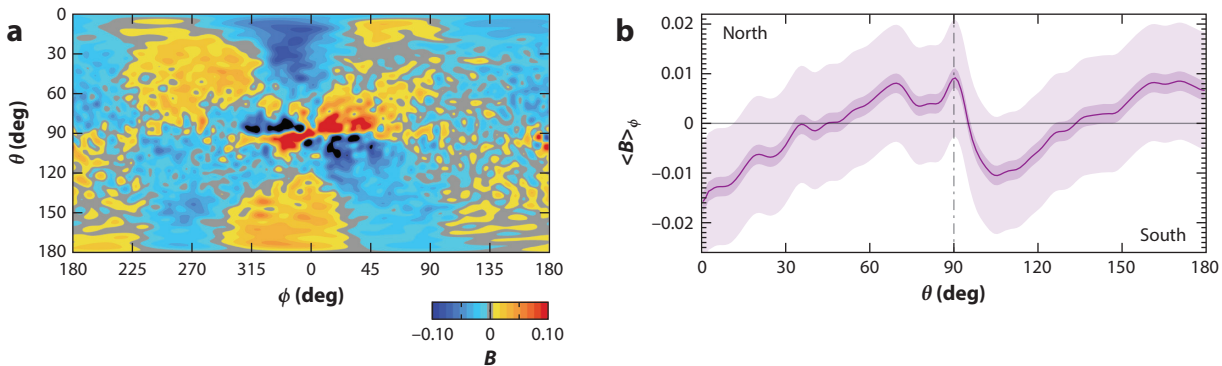 a
0
30
60
90
120
150
180
θ (deg)
180 225 270 315 0 45 90 135 180
ϕ (deg)
−0.10 0 0.10
B
b
0.02
0.01
0
−0.01
−0.02
<B>ϕ
North
South
0 30 60 90 120 150 180
θ (deg)